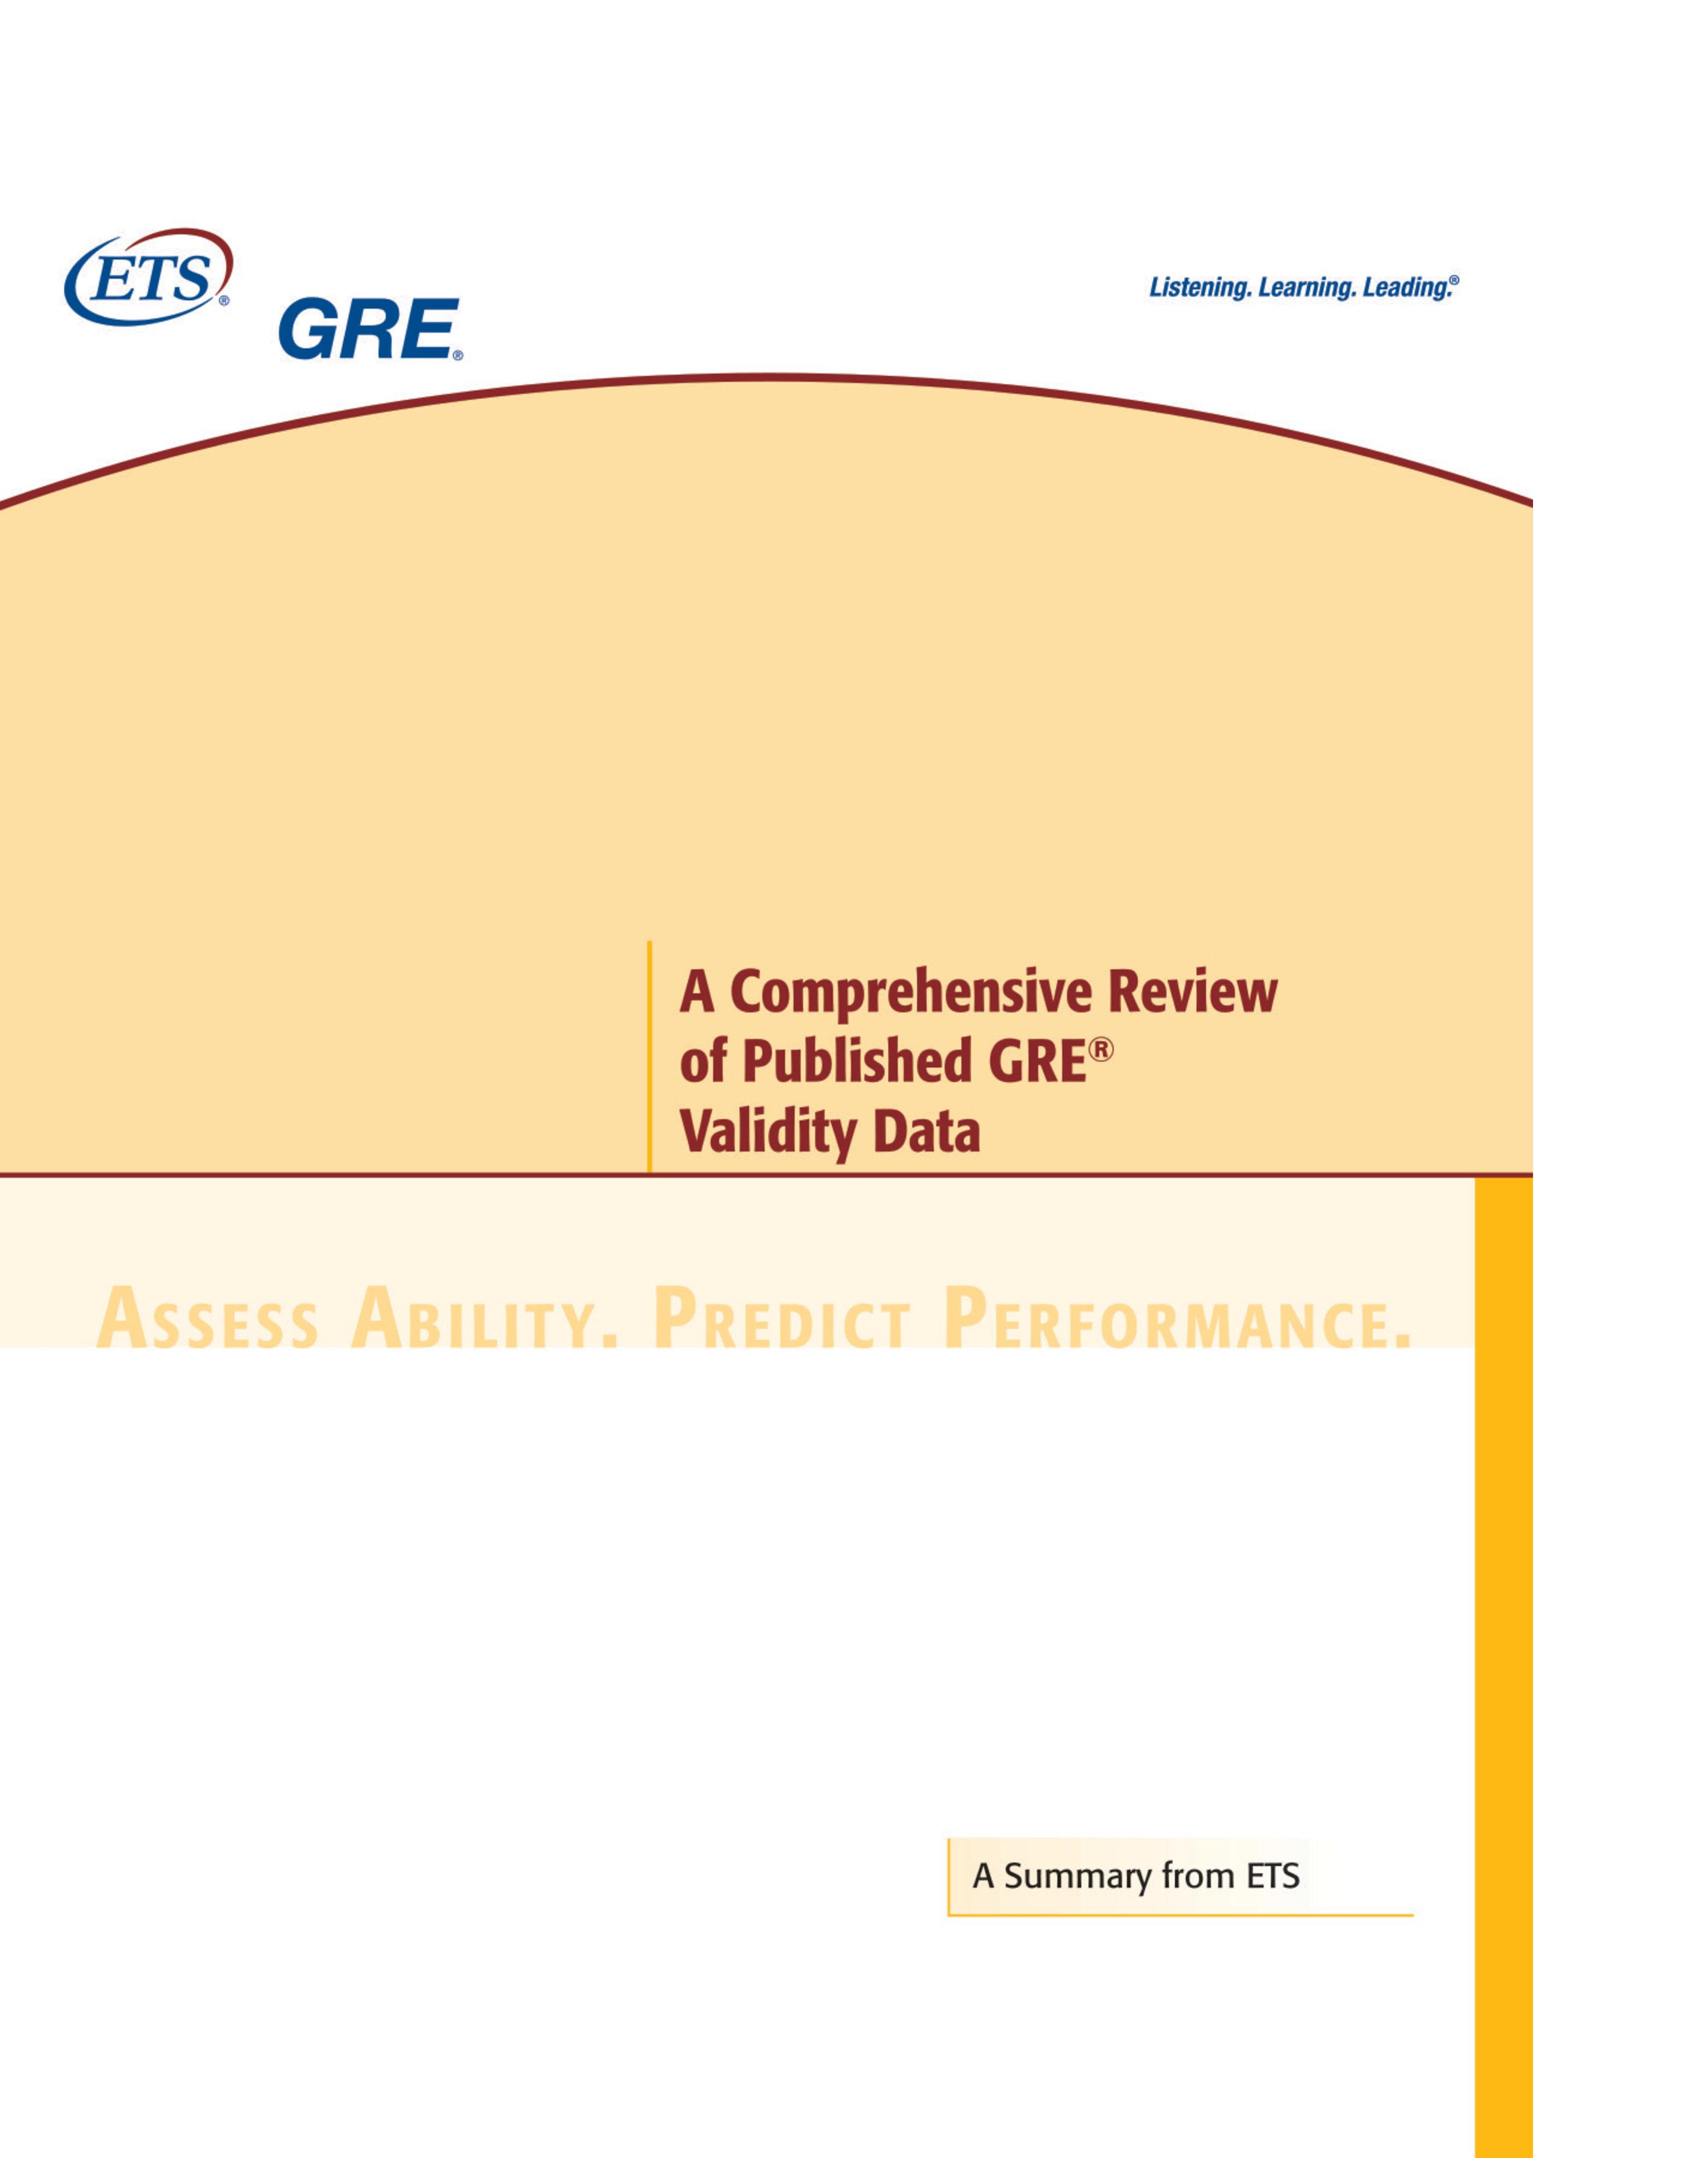 ETS®
GRE®
Listening. Learning. Leading.®
A Comprehensive Review
of Published GRE®
Validity Data
ASSESS ABILITY. PREDICT PERFORMANCE.
A Summary from ETS